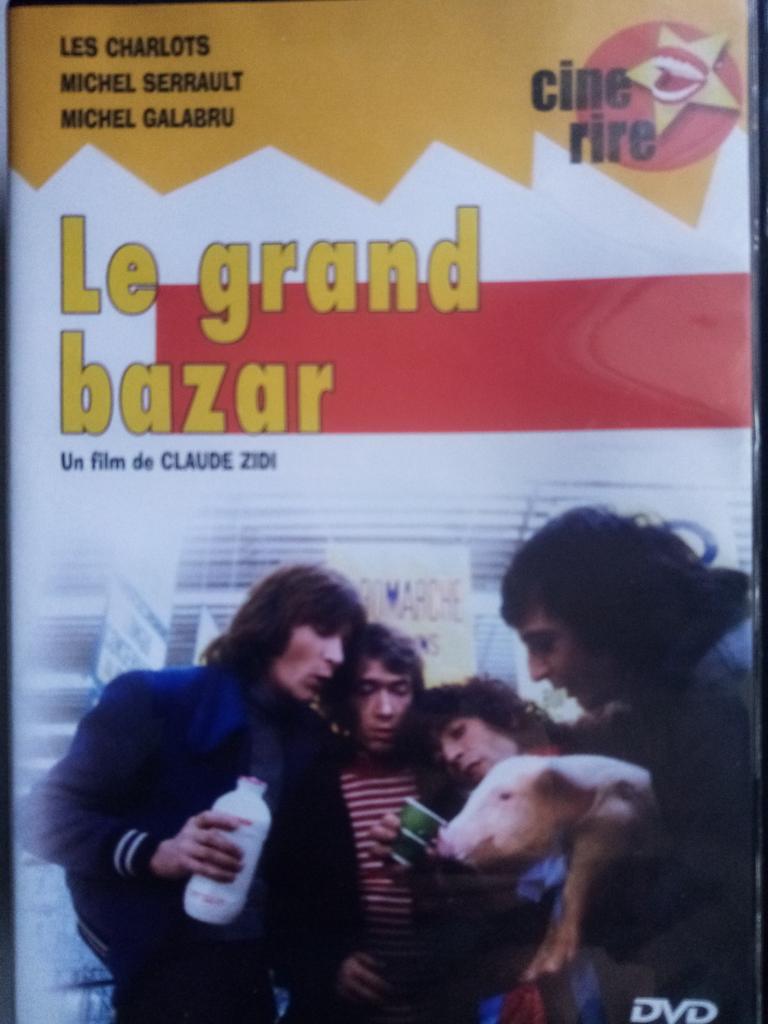 LES CHARLOTS
MICHEL SERRAULT
MICHEL GALABRU
cine
rire
Le grand
bazar
Un film de CLAUDE ZIDI
DVD